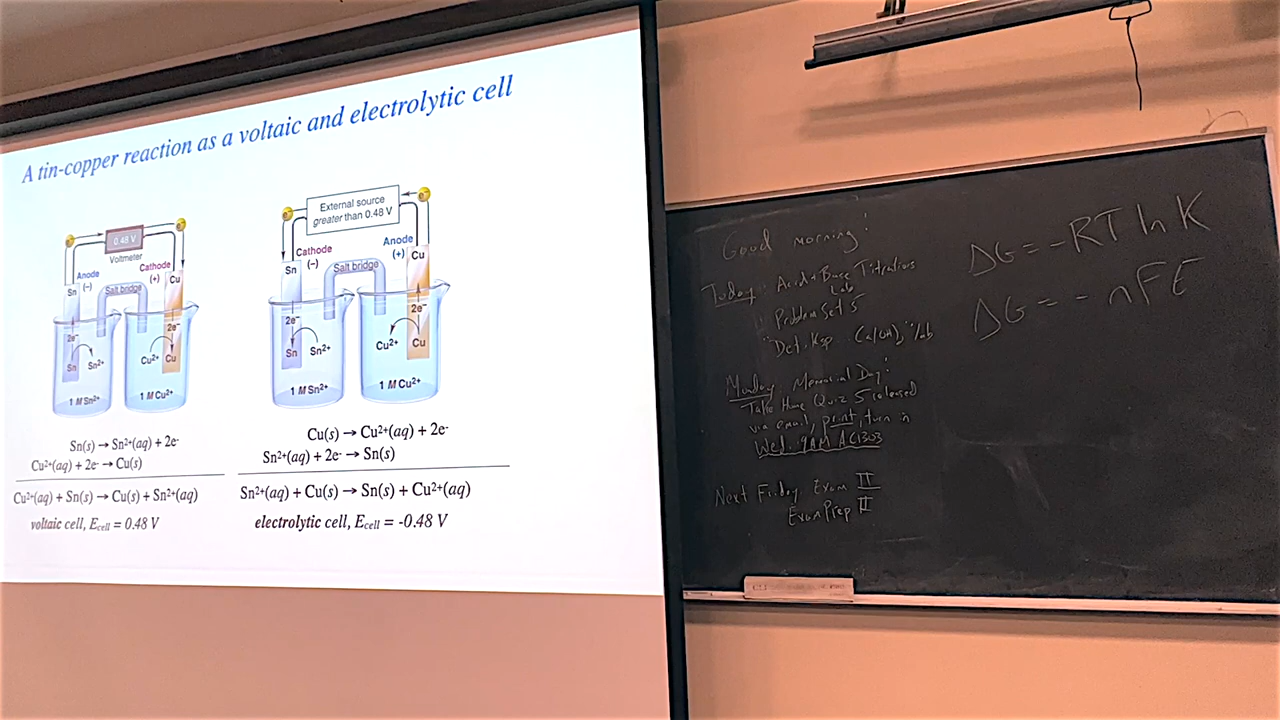 A tin-copper reaction as a voltaic and electrolytic cell
0.48 V
Voltmeter
Anode
(–)
Cathode
(+)
Sn
Cu
Salt bridge
2e-
2e-
Sn
Sn2+
Cu2+
Cu
1 M Sn2+
1 M Cu2+
Sn(s) → Sn2+(aq) + 2e-
Cu2+(aq) + 2e- → Cu(s)
Cu2+(aq) + Sn(s) → Cu(s) + Sn2+(aq)
voltaic cell, Ecell = 0.48 V
External source
greater than 0.48 V
Cathode
(–)
Anode
(+)
Sn
Cu
Salt bridge
2e-
2e-
Sn
Sn2+
Cu2+
Cu
1 M Sn2+
1 M Cu2+
Cu(s) → Cu2+(aq) + 2e-
Sn2+(aq) + 2e- → Sn(s)
Sn2+(aq) + Cu(s) → Sn(s) + Cu2+(aq)
electrolytic cell, Ecell = -0.48 V
Good morning!
Today: Acid + Base Titrations
Lab
Problem Set 5
"Det. Ksp Ca(OH)2" lab
Monday, Memorial Day!
Take Home Quiz 5 released
via email, print, turn in
Wed. 9AM AC1303
Next Friday Exam II
Exam Prep II
ΔG = -RT ln K
ΔG = - nFE